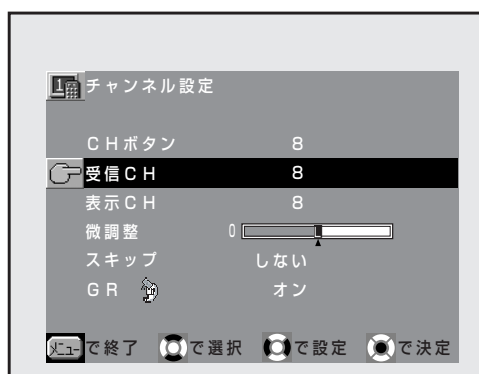 チャンネル設定
CHボタン 8
受信CH 8
表示CH 8
微調整 0
スキップ しない
GR オン
メニューで終了 で選択 で設定 で決定